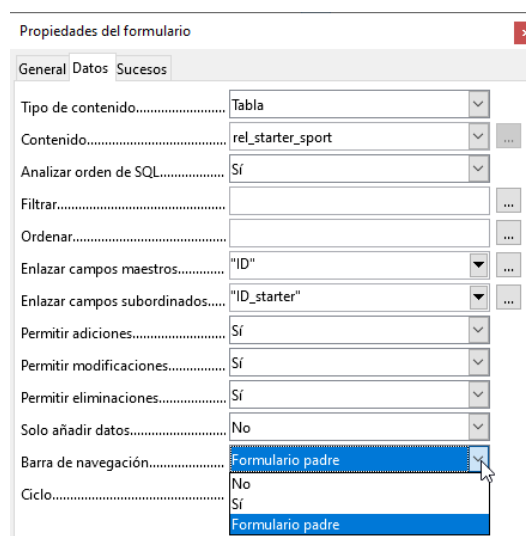 Propiedades del formulario
General Datos Sucesos
Tipo de contenido......................... Tabla
Contenido........................................ rel_starter_sport ...
Analizar orden de SQL................. Sí
Filtrar................................................ ...
Ordenar............................................ ...
Enlazar campos maestros............ "ID" ...
Enlazar campos subordinados..... "ID_starter" ...
Permitir adiciones......................... Sí
Permitir modificaciones............... Sí
Permitir eliminaciones.................. Sí
Solo añadir datos.......................... No
Barra de navegación..................... Formulario padre
No
Ciclo..................................................
Sí
Formulario padre